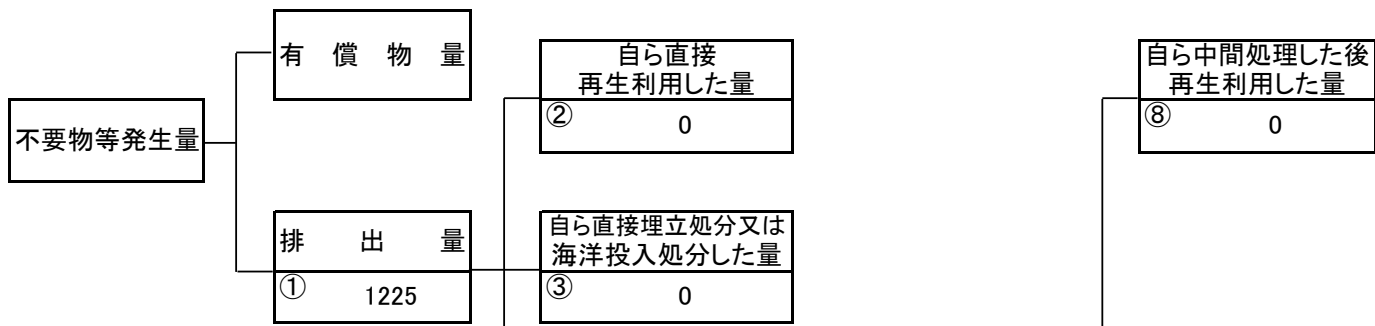 有償物量
自ら直接
再生利用した量
② 0
自ら中間処理した後
再生利用した量
⑧ 0
不要物等発生量
排出量
① 1225
自ら直接埋立処分又は
海洋投入処分した量
③ 0